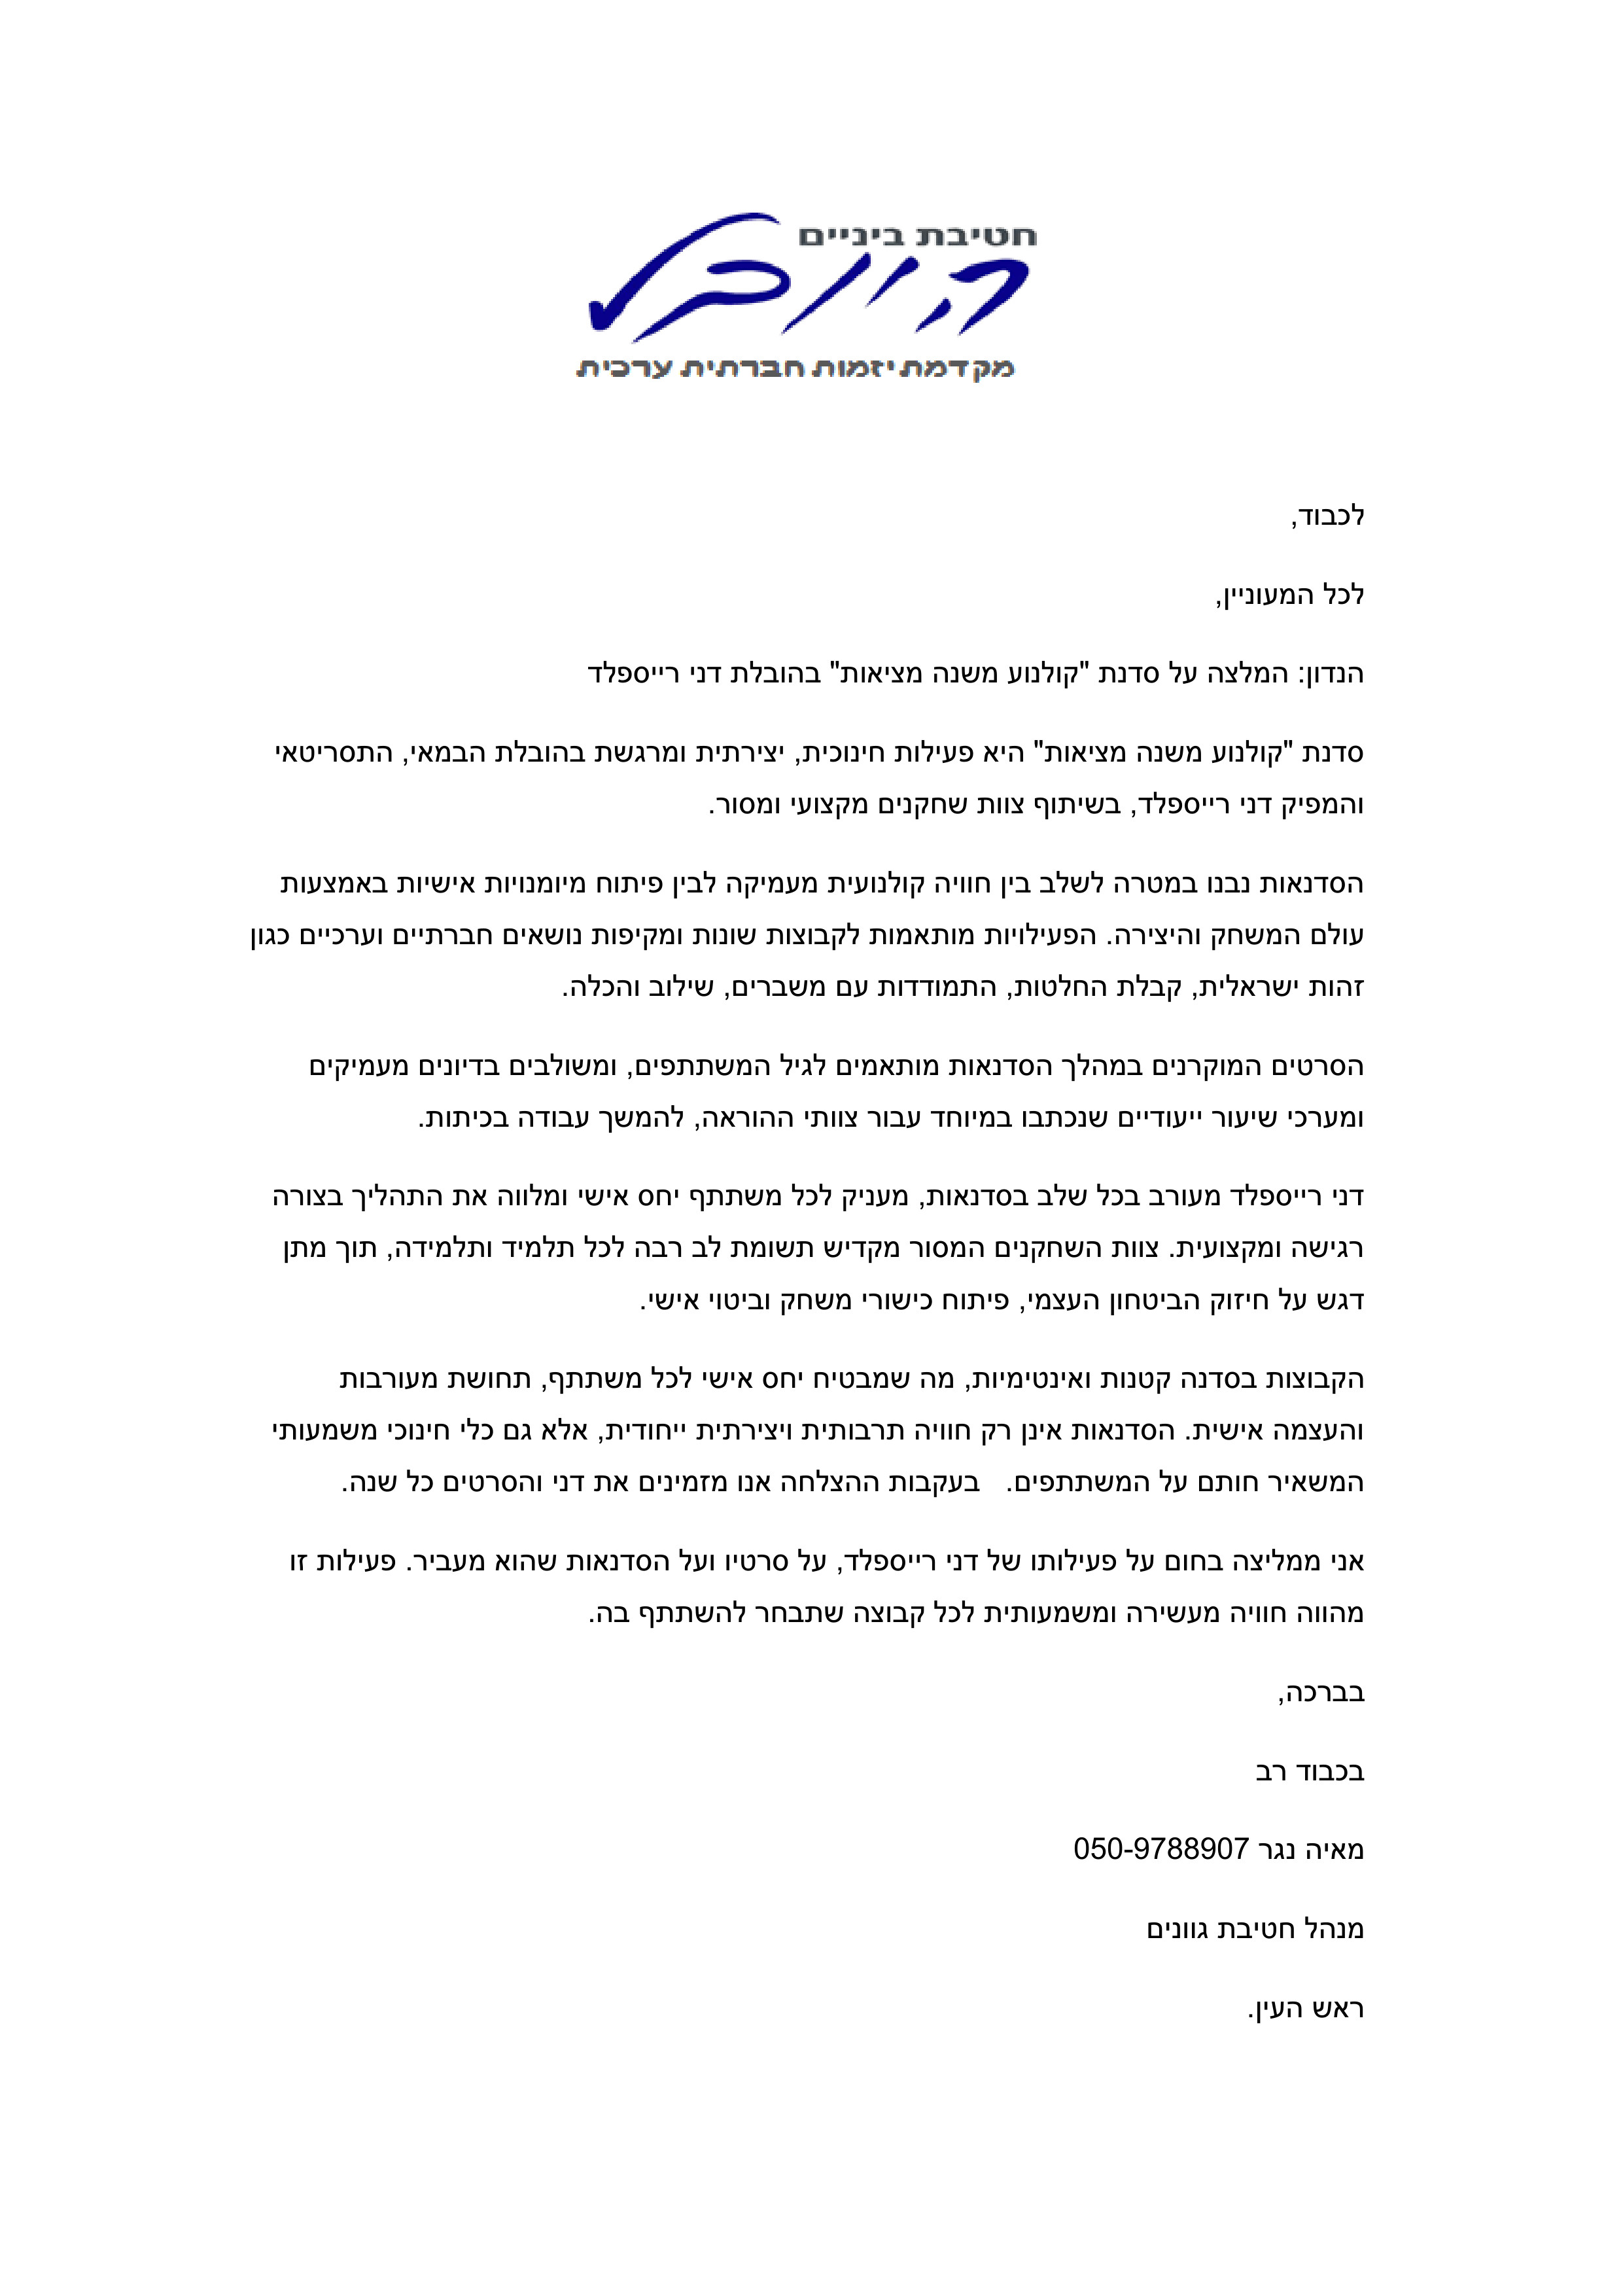 חטיבת ביניים
היובל
מקדמת יזמות חברתית ערכית
לכבוד,
לכל המעוניין,
הנדון: המלצה על סדנת "קולנוע משנה מציאות" בהובלת דני רייספלד
סדנת "קולנוע משנה מציאות" היא פעילות חינוכית, יצירתית ומרגשת בהובלת הבמאי, התסריטאי
והמפיק דני רייספלד, בשיתוף צוות שחקנים מקצועי ומסור.
הסדנאות נבנו במטרה לשלב בין חוויה קולנועית מעמיקה לבין פיתוח מיומנויות אישיות באמצעות
עולם המשחק והיצירה. הפעילויות מותאמות לקבוצות שונות ומקיפות נושאים חברתיים וערכיים כגון
זהות ישראלית, קבלת החלטות, התמודדות עם משברים, שילוב והכלה.
הסרטים המוקרנים במהלך הסדנאות מותאמים לגיל המשתתפים, ומשולבים בדיונים מעמיקים
ומערכי שיעור ייעודיים שנכתבו במיוחד עבור צוותי ההוראה, להמשך עבודה בכיתות.
דני רייספלד מעורב בכל שלב בסדנאות, מעניק לכל משתתף יחס אישי ומלווה את התהליך בצורה
רגישה ומקצועית. צוות השחקנים המסור מקדיש תשומת לב רבה לכל תלמיד ותלמידה, תוך מתן
דגש על חיזוק הביטחון העצמי, פיתוח כישורי משחק וביטוי אישי.
הקבוצות בסדנה קטנות ואינטימיות, מה שמבטיח יחס אישי לכל משתתף, תחושת מעורבות
והעצמה אישית. הסדנאות אינן רק חוויה תרבותית ויצירתית ייחודית, אלא גם כלי חינוכי משמעותי
המשאיר חותם על המשתתפים.   בעקבות ההצלחה אנו מזמינים את דני והסרטים כל שנה.
אני ממליצה בחום על פעילותו של דני רייספלד, על סרטיו ועל הסדנאות שהוא מעביר. פעילות זו
מהווה חוויה מעשירה ומשמעותית לכל קבוצה שתבחר להשתתף בה.
בברכה,
בכבוד רב
מאיה נגר 050-9788907
מנהל חטיבת גוונים
ראש העין.